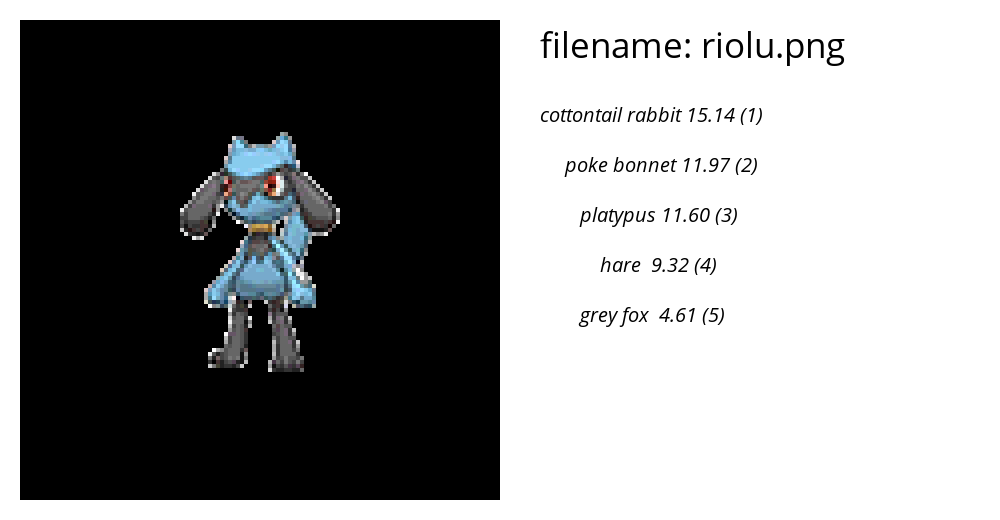 filename: riolu.png
cottontail rabbit 15.14 (1)
poke bonnet 11.97 (2)
platypus 11.60 (3)
hare 9.32 (4)
grey fox 4.61 (5)